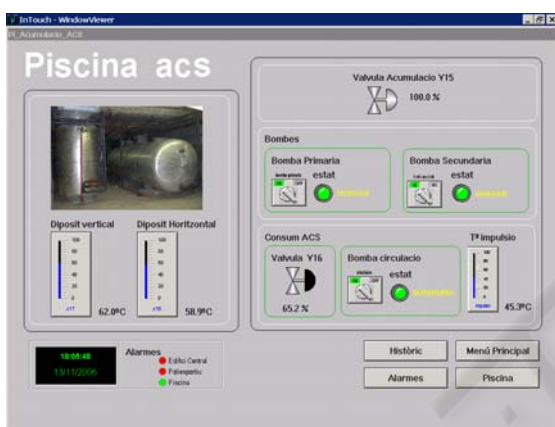 InTouch - WindowViewer
PI_Acumulacio_ACS
Piscina acs
Valvula Acumulacio Y15
100.0 %
Bombes
Bomba Primaria
estat
Bomba Secundaria
estat
Diposit vertical
Diposit Horitzontal
62.0ºC
58.9ºC
Consum ACS
Valvula Y16
65.2 %
Bomba circulacio
estat
Tª impulsio
45.3ºC
18:05:48
13/11/2006
Alarmes
Edifici Central
Poliesportiu
Piscina
Històric
Menú Principal
Alarmes
Piscina